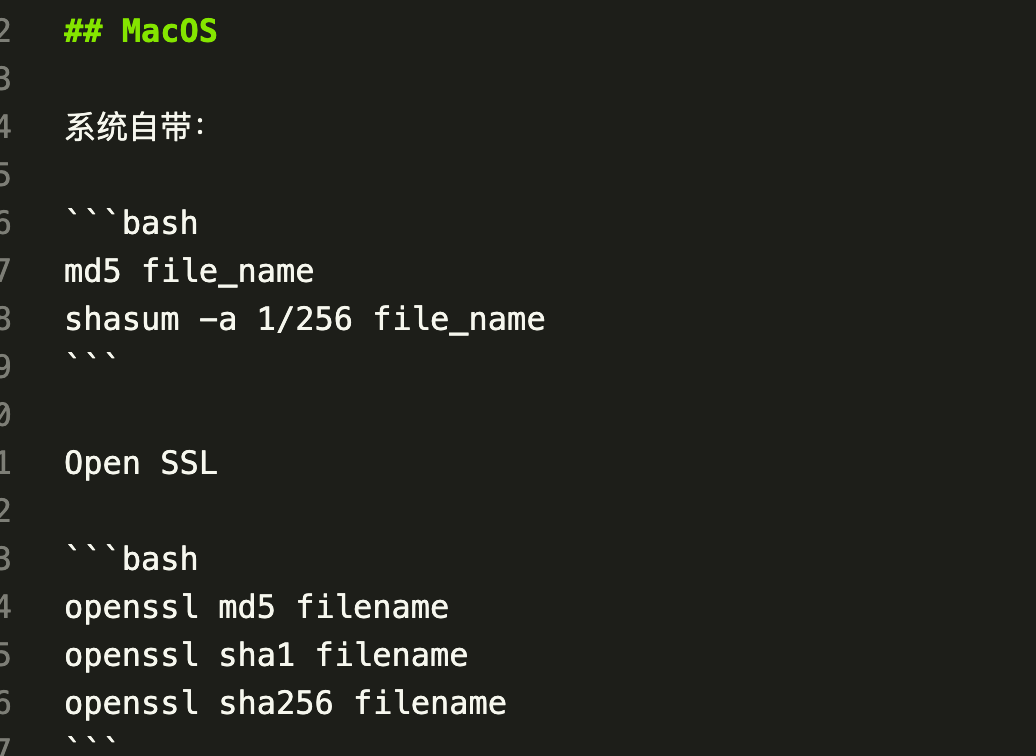 2 ## MacOS
3
4 系统自带：
5
6 ```bash
7 md5 file_name
8 shasum -a 1/256 file_name
9 ```
0
1 Open SSL
2
3 ```bash
4 openssl md5 filename
5 openssl sha1 filename
6 openssl sha256 filename
7 ```